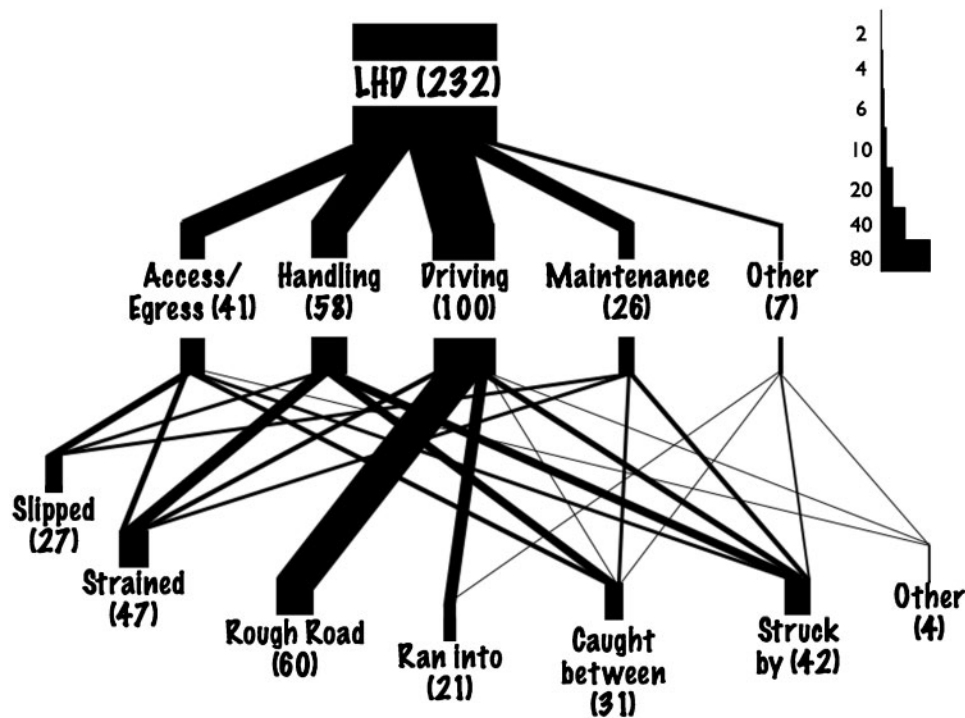 LHD (232)
2
4
6
10
20
40
80
Access/
Egress (41)
Handling
(58)
Driving
(100)
Maintenance
(26)
Other
(7)
Slipped
(27)
Strained
(47)
Rough Road
(60)
Ran into
(21)
Caught
between
(31)
Struck
by (42)
Other
(4)